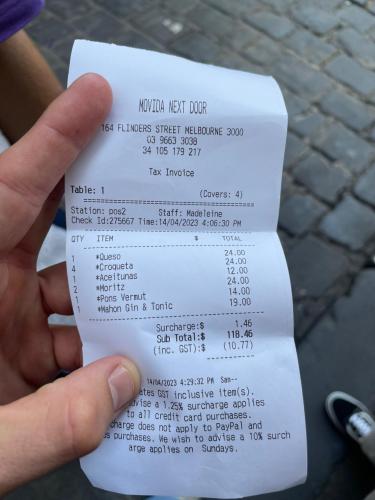 MOVIDA NEXT DOOR
164 FLINDERS STREET MELBOURNE 3000
03 9663 3038
34 105 179 217
Tax Invoice
Table: 1 (Covers: 4)
Station: pos2 Staff: Madeleine
Check Id:275667 Time:14/04/2023 4:06:30 PM
QTY ITEM $ TOTAL
1 *Queso 24.00
4 *Croqueta 24.00
1 *Aceitunas 12.00
2 *Moritz 24.00
1 *Pons Vermut 14.00
1 *Mahon Gin & Tonic 19.00
Surcharge:$ 1.46
Sub Total:$ 118.46
(inc. GST):$ (10.77)
14/04/2023 4:29:32 PM Sam--
ates GST inclusive item(s).
vise a 1.25% surcharge applies
to all credit card purchases.
charge does not apply to PayPal and
s purchases. We wish to advise a 10% surch
arge applies on Sundays.